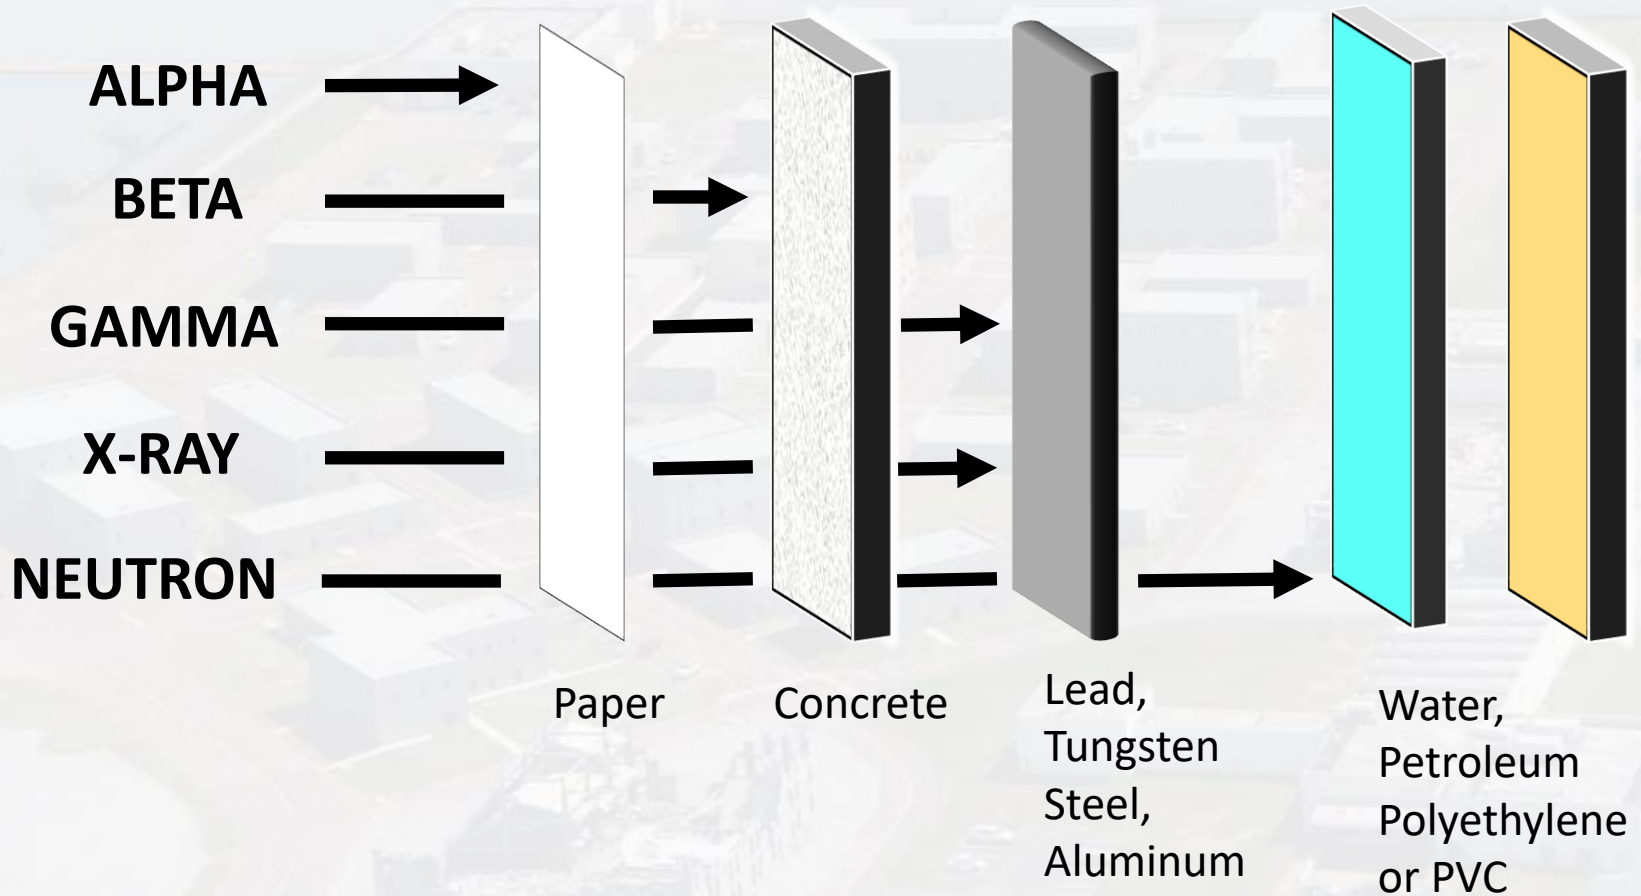 ALPHA
BETA
GAMMA
X-RAY
NEUTRON
Paper
Concrete
Lead,
Tungsten
Steel,
Aluminum
Water,
Petroleum
Polyethylene
or PVC